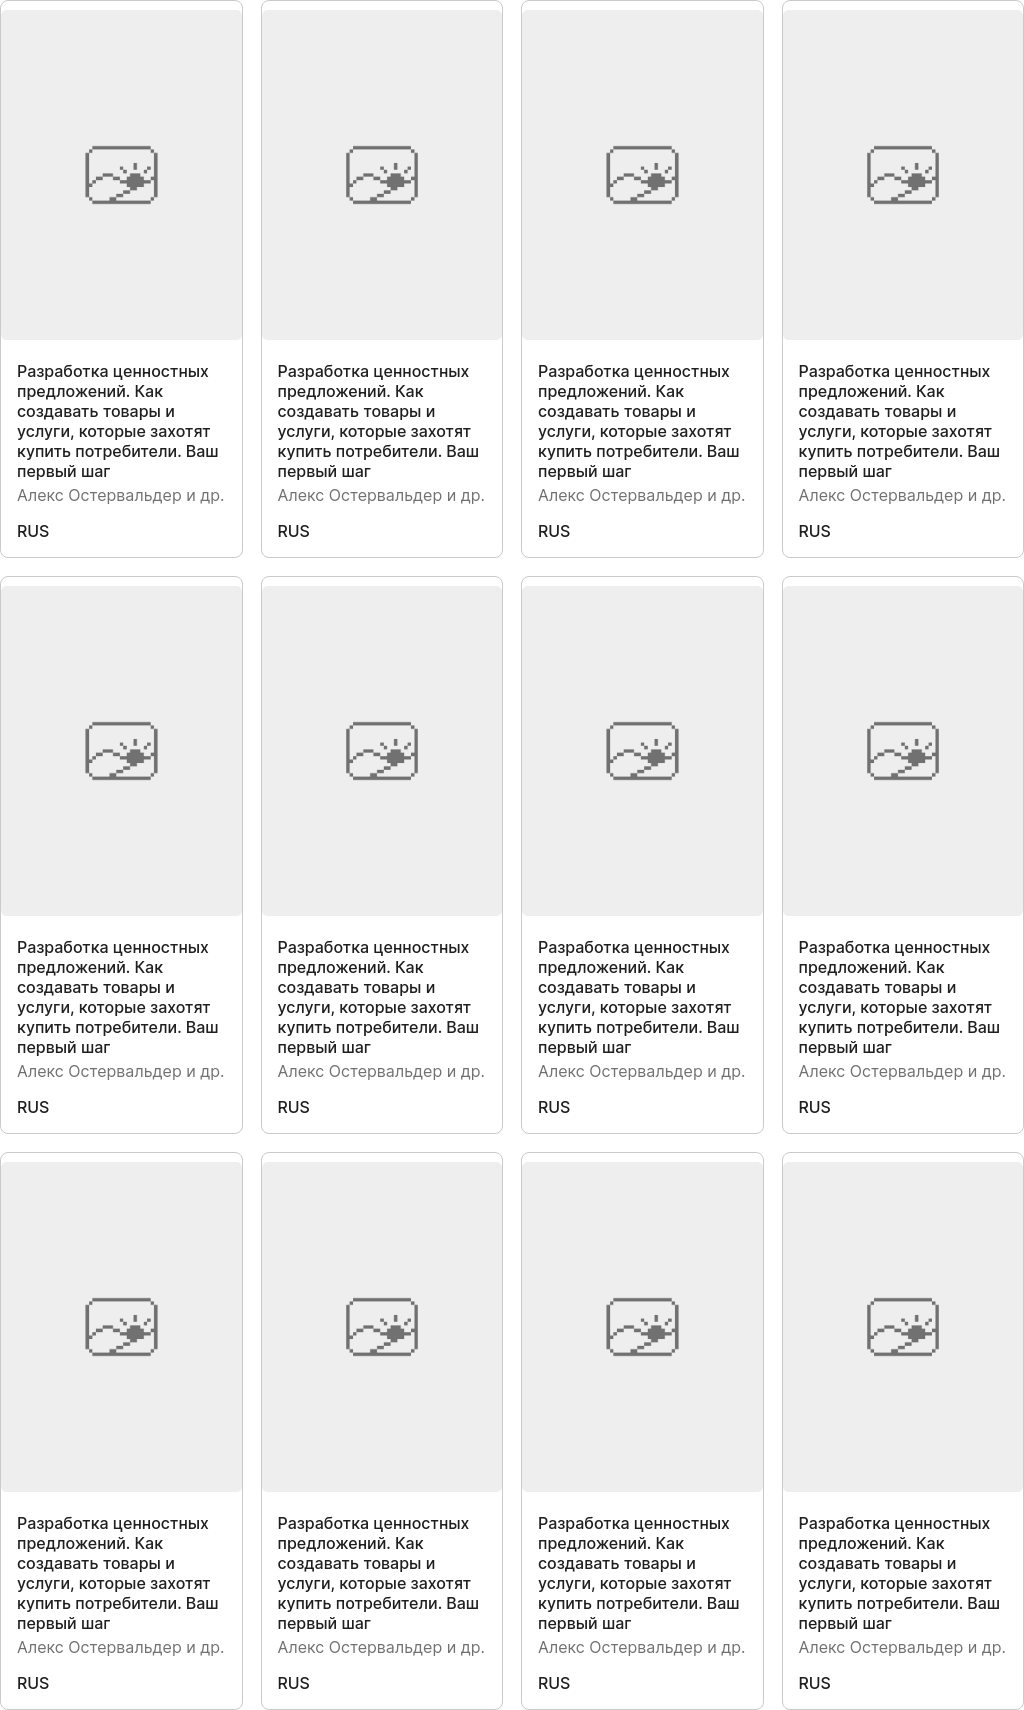 Разработка ценностных
предложений. Как
создавать товары и
услуги, которые захотят
купить потребители. Ваш
первый шаг
Алекс Остервальдер и др.
RUS
Разработка ценностных
предложений. Как
создавать товары и
услуги, которые захотят
купить потребители. Ваш
первый шаг
Алекс Остервальдер и др.
RUS
Разработка ценностных
предложений. Как
создавать товары и
услуги, которые захотят
купить потребители. Ваш
первый шаг
Алекс Остервальдер и др.
RUS
Разработка ценностных
предложений. Как
создавать товары и
услуги, которые захотят
купить потребители. Ваш
первый шаг
Алекс Остервальдер и др.
RUS
Разработка ценностных
предложений. Как
создавать товары и
услуги, которые захотят
купить потребители. Ваш
первый шаг
Алекс Остервальдер и др.
RUS
Разработка ценностных
предложений. Как
создавать товары и
услуги, которые захотят
купить потребители. Ваш
первый шаг
Алекс Остервальдер и др.
RUS
Разработка ценностных
предложений. Как
создавать товары и
услуги, которые захотят
купить потребители. Ваш
первый шаг
Алекс Остервальдер и др.
RUS
Разработка ценностных
предложений. Как
создавать товары и
услуги, которые захотят
купить потребители. Ваш
первый шаг
Алекс Остервальдер и др.
RUS
Разработка ценностных
предложений. Как
создавать товары и
услуги, которые захотят
купить потребители. Ваш
первый шаг
Алекс Остервальдер и др.
RUS
Разработка ценностных
предложений. Как
создавать товары и
услуги, которые захотят
купить потребители. Ваш
первый шаг
Алекс Остервальдер и др.
RUS
Разработка ценностных
предложений. Как
создавать товары и
услуги, которые захотят
купить потребители. Ваш
первый шаг
Алекс Остервальдер и др.
RUS
Разработка ценностных
предложений. Как
создавать товары и
услуги, которые захотят
купить потребители. Ваш
первый шаг
Алекс Остервальдер и др.
RUS